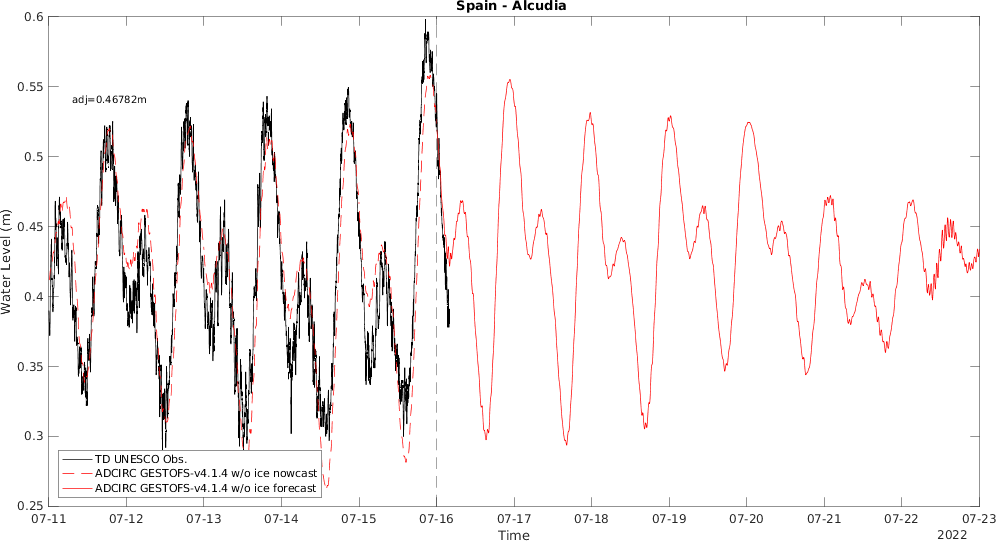 Spain - Alcudia
0.6
0.55
0.5
0.45
0.4
0.35
0.3
0.25
Water Level (m)
adj=0.46782m
TD UNESCO Obs.
ADCIRC GESTOFS-v4.1.4 w/o ice nowcast
ADCIRC GESTOFS-v4.1.4 w/o ice forecast
07-11 07-12 07-13 07-14 07-15 07-16 07-17 07-18 07-19 07-20 07-21 07-22 07-23
Time
2022